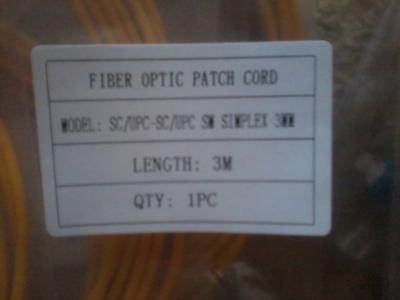 FIBER OPTIC PATCH CORD
MODEL: SC/UPC-SC/UPC SM SIMPLEX 3MM
LENGTH: 3M
QTY: 1PC